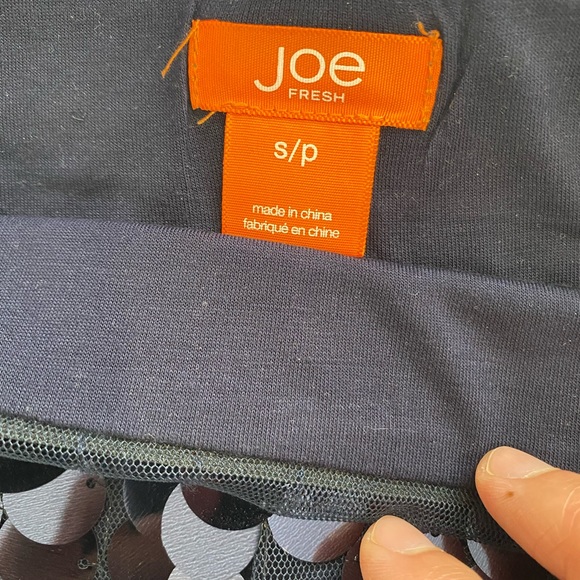 Joe
FRESH
s/p
made in china
fabriqué en chine